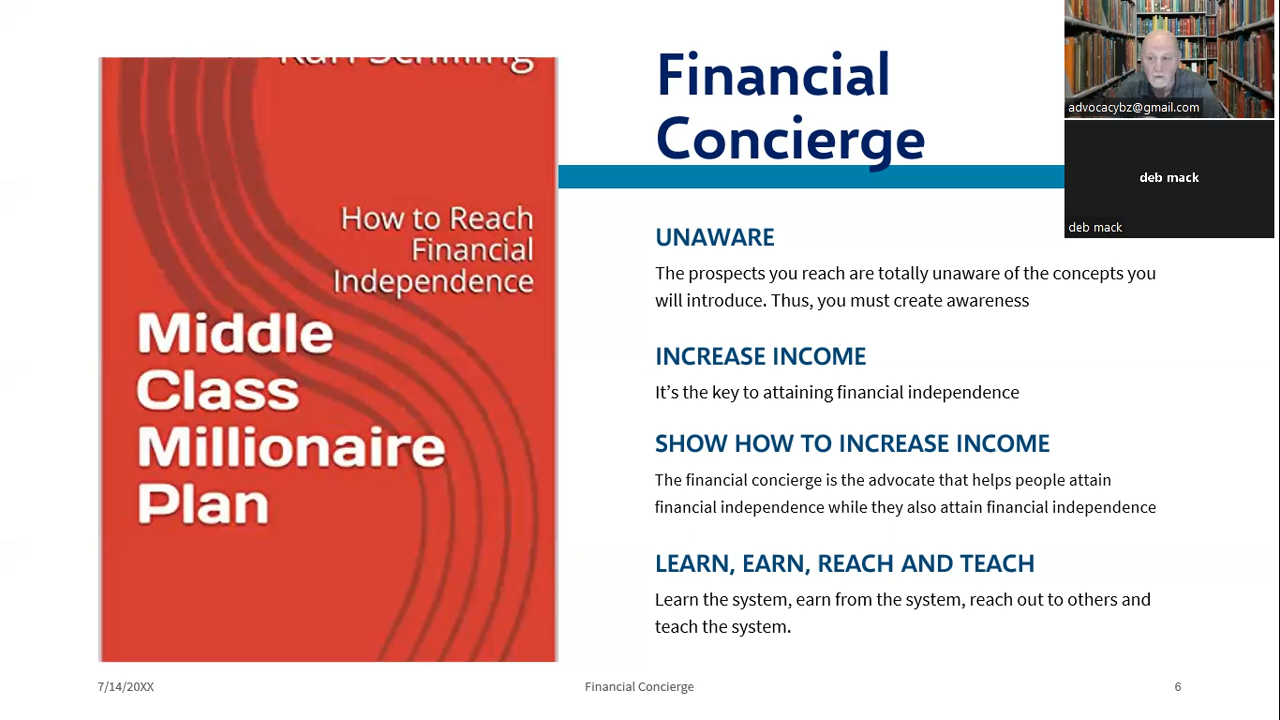 Karl Schilling
How to Reach
Financial
Independence
Middle
Class
Millionaire
Plan
Financial
Concierge
UNAWARE
The prospects you reach are totally unaware of the concepts you
will introduce. Thus, you must create awareness
INCREASE INCOME
It’s the key to attaining financial independence
SHOW HOW TO INCREASE INCOME
The financial concierge is the advocate that helps people attain
financial independence while they also attain financial independence
LEARN, EARN, REACH AND TEACH
Learn the system, earn from the system, reach out to others and
teach the system.
advocacybz@gmail.com
deb mack
deb mack
7/14/20XX
Financial Concierge
6